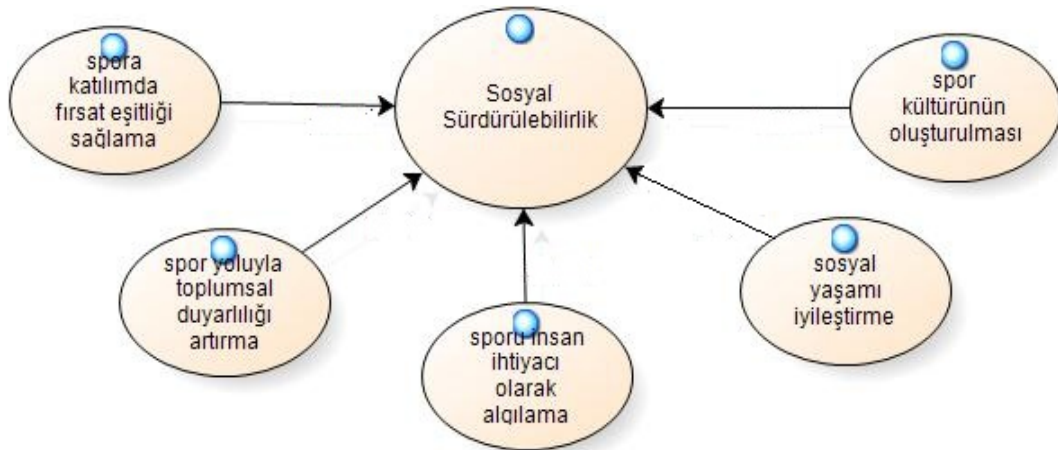 spora
katılımda
fırsat eşitliği
sağlama
Sosyal
Sürdürülebilirlik
spor
kültürünün
oluşturulması
spor yoluyla
toplumsal
duyarlılığı
artırma
sporu insan
ihtiyacı
olarak
algılama
sosyal
yaşamı
iyileştirme